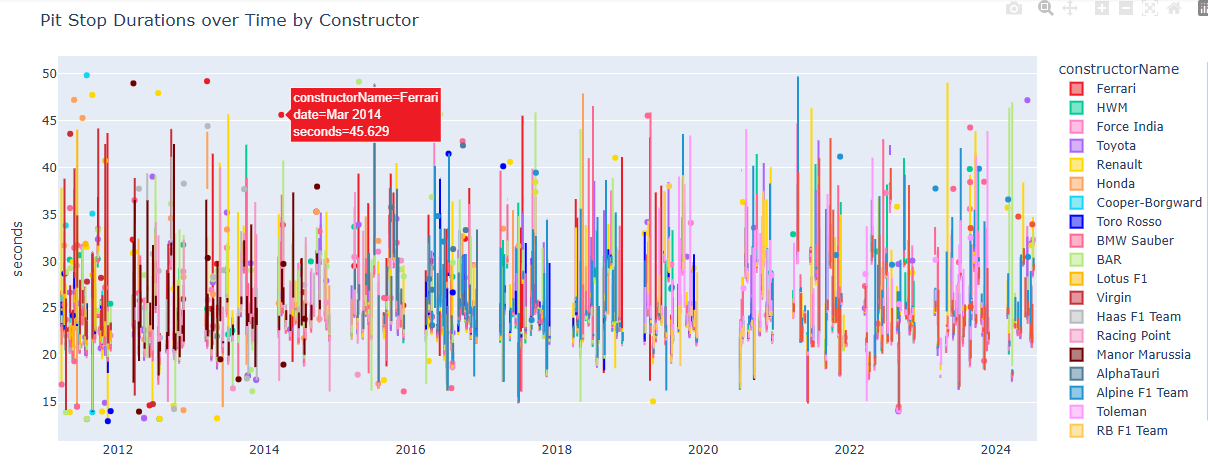 Pit Stop Durations over Time by Constructor
50
45
40
35
30
25
20
15
seconds
constructorName=Ferrari
date=Mar 2014
seconds=45.629
2012
2014
2016
2018
2020
2022
2024
constructorName
Ferrari
HWM
Force India
Toyota
Renault
Honda
Cooper-Borgward
Toro Rosso
BMW Sauber
BAR
Lotus F1
Virgin
Haas F1 Team
Racing Point
Manor Marussia
AlphaTauri
Alpine F1 Team
Toleman
RB F1 Team